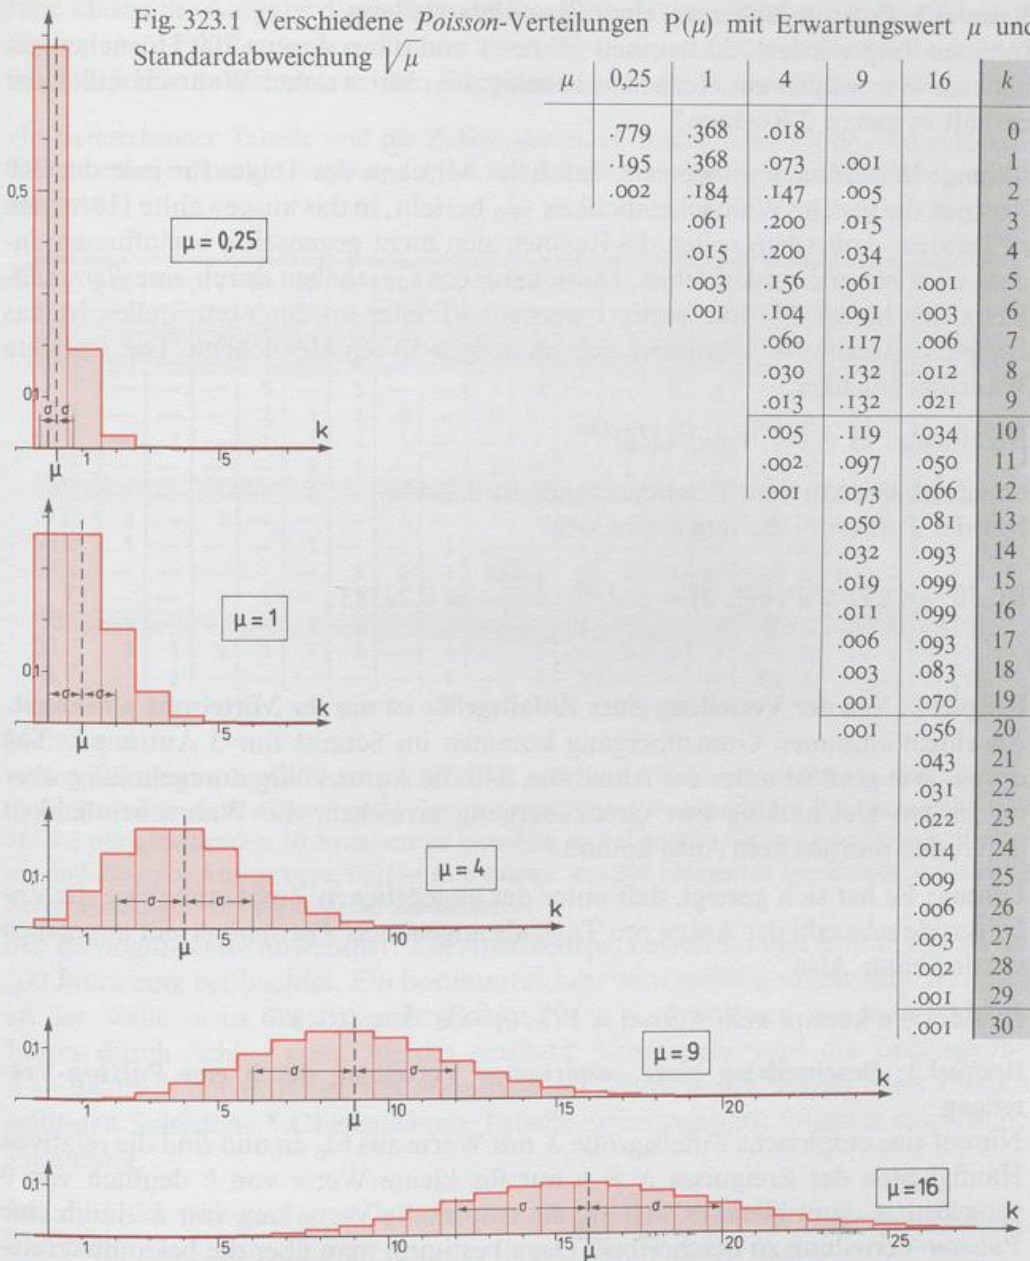 Fig. 323.1 Verschiedene Poisson-Verteilungen P(μ) mit Erwartungswert μ und
Standardabweichung √μ
μ 0,25 1 4 9 16 k
.779 .368 .018 0
.195 .368 .073 .001 1
.002 .184 .147 .005 2
.061 .200 .015 3
.015 .200 .034 4
.003 .156 .061 .001 5
.001 .104 .091 .003 6
.060 .117 .006 7
.030 .132 .012 8
.013 .132 .021 9
.005 .119 .034 10
.002 .097 .050 11
.001 .073 .066 12
.050 .081 13
.032 .093 14
.019 .099 15
.011 .099 16
.006 .093 17
.003 .083 18
.001 .070 19
.001 .056 20
.043 21
.031 22
.022 23
.014 24
.009 25
.006 26
.003 27
.002 28
.001 29
.001 30
0,5
μ = 0,25
0,1
σ σ
k
1 5
μ
μ = 1
0,1
σ σ
k
1 5
μ
μ = 4
0,1
σ σ
k
1 5 10
μ
μ = 9
0,1
σ σ
k
1 5 10 15 20
μ
μ = 16
0,1
σ σ
k
1 5 10 15 20 25
μ